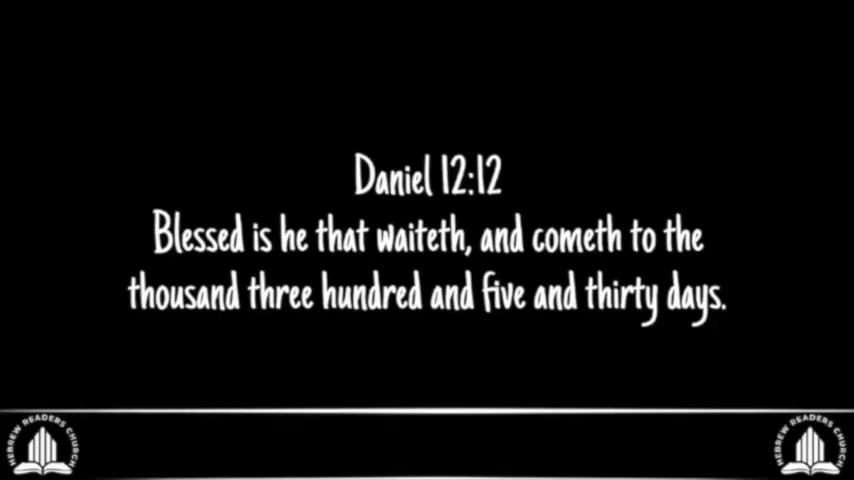 Daniel 12:12
Blessed is he that waiteth, and cometh to the
thousand three hundred and five and thirty days.
HEBREW READERS CHURCH
HEBREW READERS CHURCH